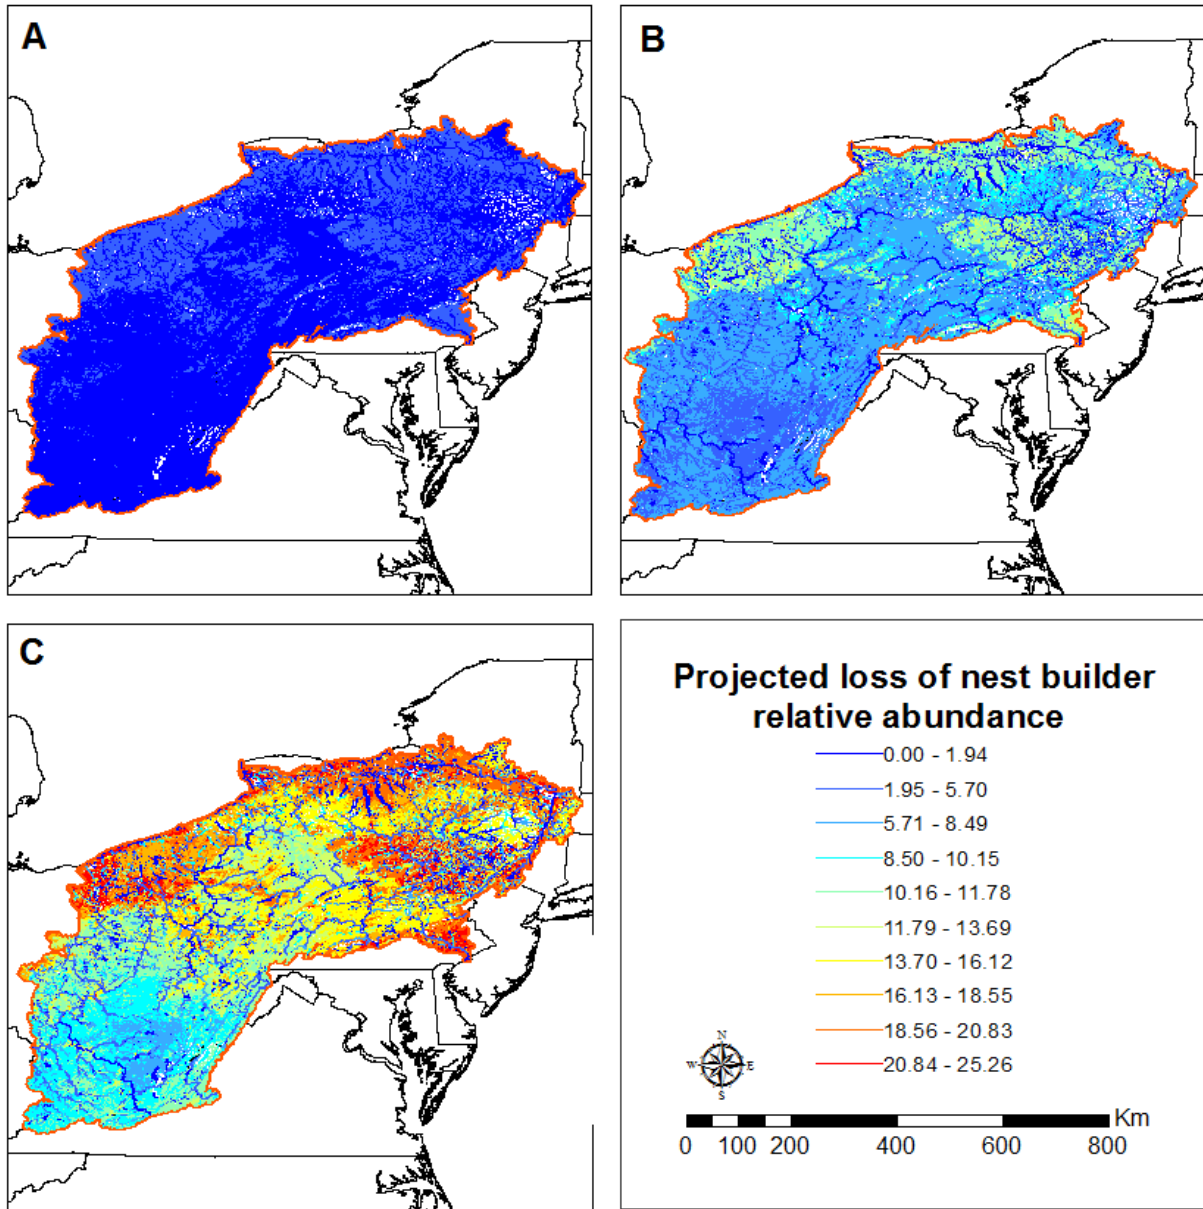 A
B
C
Projected loss of nest builder
relative abundance
0.00 - 1.94
1.95 - 5.70
5.71 - 8.49
8.50 - 10.15
10.16 - 11.78
11.79 - 13.69
13.70 - 16.12
16.13 - 18.55
18.56 - 20.83
20.84 - 25.26
N
W E
S
Km
0 100 200 400 600 800